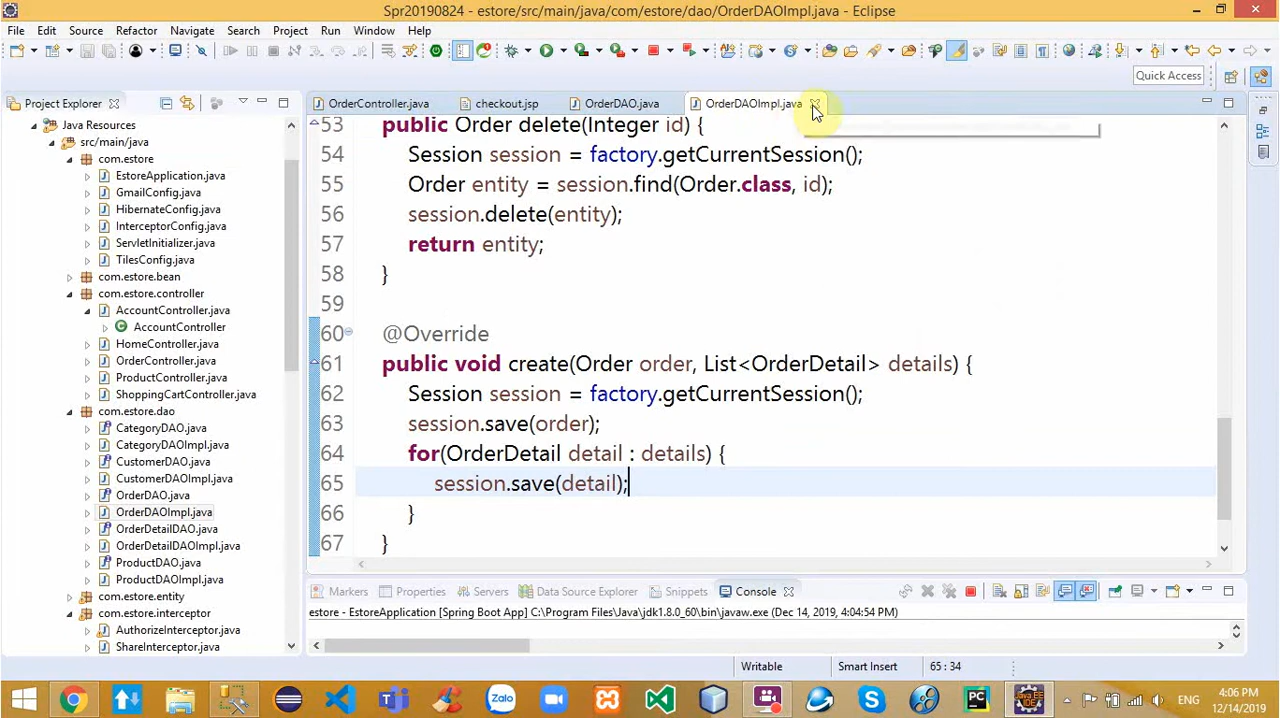 Spr20190824 - estore/src/main/java/com/estore/dao/OrderDAOImpl.java - Eclipse
File Edit Source Refactor Navigate Search Project Run Window Help
Quick Access
Project Explorer
OrderController.java checkout.jsp OrderDAO.java OrderDAOImpl.java
Java Resources
src/main/java
com.estore
EstoreApplication.java
GmailConfig.java
HibernateConfig.java
InterceptorConfig.java
ServletInitializer.java
TilesConfig.java
com.estore.bean
com.estore.controller
AccountController.java
AccountController
HomeController.java
OrderController.java
ProductController.java
ShoppingCartController.java
com.estore.dao
CategoryDAO.java
CategoryDAOImpl.java
CustomerDAO.java
CustomerDAOImpl.java
OrderDAO.java
OrderDAOImpl.java
OrderDetailDAO.java
OrderDetailDAOImpl.java
ProductDAO.java
ProductDAOImpl.java
com.estore.entity
com.estore.interceptor
AuthorizeInterceptor.java
ShareInterceptor.java
53 public Order delete(Integer id) {
54 Session session = factory.getCurrentSession();
55 Order entity = session.find(Order.class, id);
56 session.delete(entity);
57 return entity;
58 }
59
60 @Override
61 public void create(Order order, List<OrderDetail> details) {
62 Session session = factory.getCurrentSession();
63 session.save(order);
64 for(OrderDetail detail : details) {
65 session.save(detail);
66 }
67 }
Markers Properties Servers Data Source Explorer Snippets Console
estore - EstoreApplication [Spring Boot App] C:\Program Files\Java\jdk1.8.0_60\bin\javaw.exe (Dec 14, 2019, 4:04:54 PM)
Writable Smart Insert 65 : 34
Zalo
PC
Java EE
IDE
ENG
4:06 PM
12/14/2019